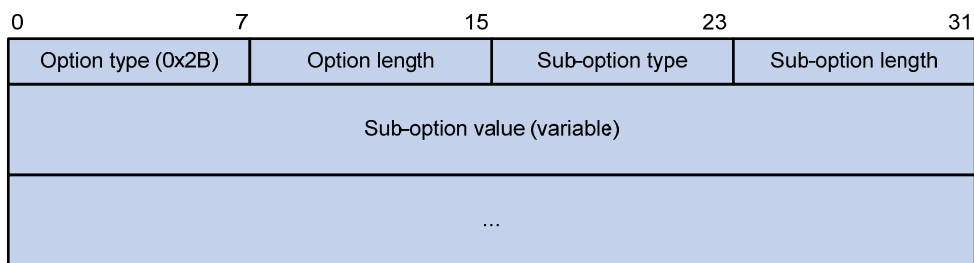 0 7 15 23 31
Option type (0x2B) Option length Sub-option type Sub-option length
Sub-option value (variable)
...